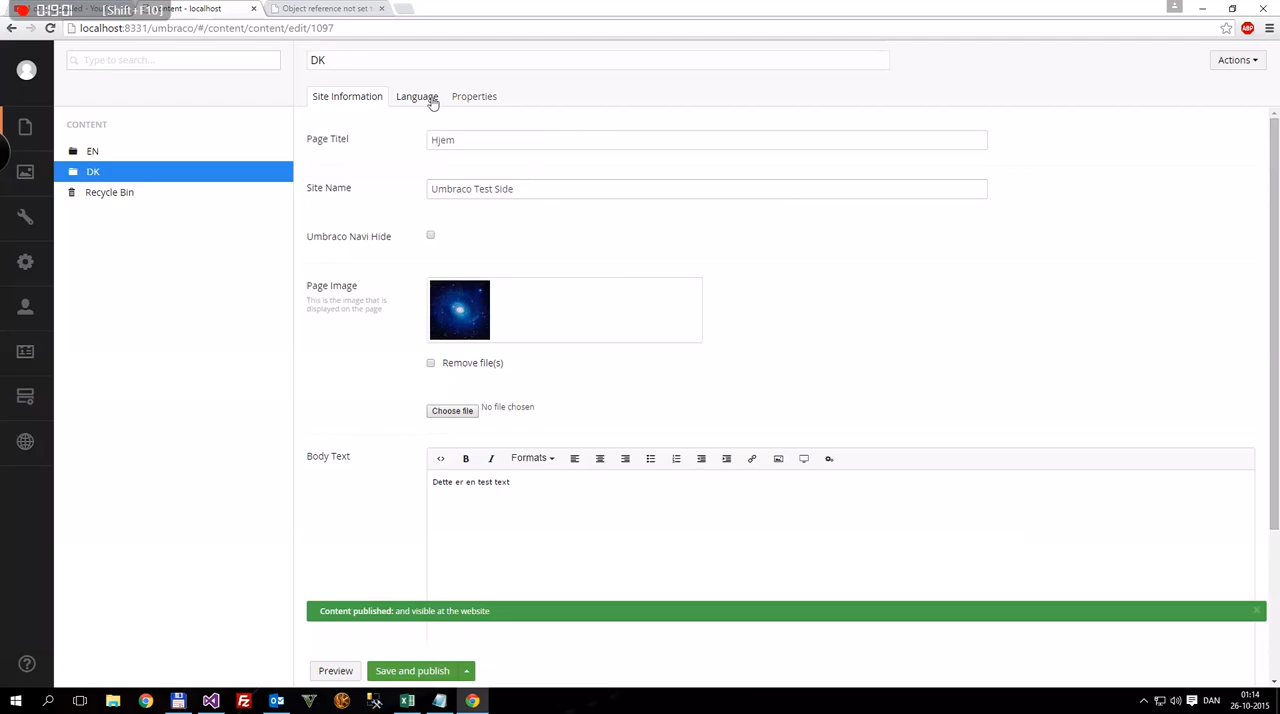 [Shift+F10]
content - localhost
Object reference not set to
localhost:8331/umbraco/#/content/content/edit/1097
ABP
Type to search...
DK
Actions
Site Information
Language
Properties
CONTENT
EN
DK
Recycle Bin
Page Titel
Hjem
Site Name
Umbraco Test Side
Umbraco Navi Hide
Page Image
This is the image that is
displayed on the page
Remove file(s)
Choose file
No file chosen
Body Text
Formats
Dette er en test text
Content published: and visible at the website
Preview
Save and publish
DAN
01:14
26-10-2015